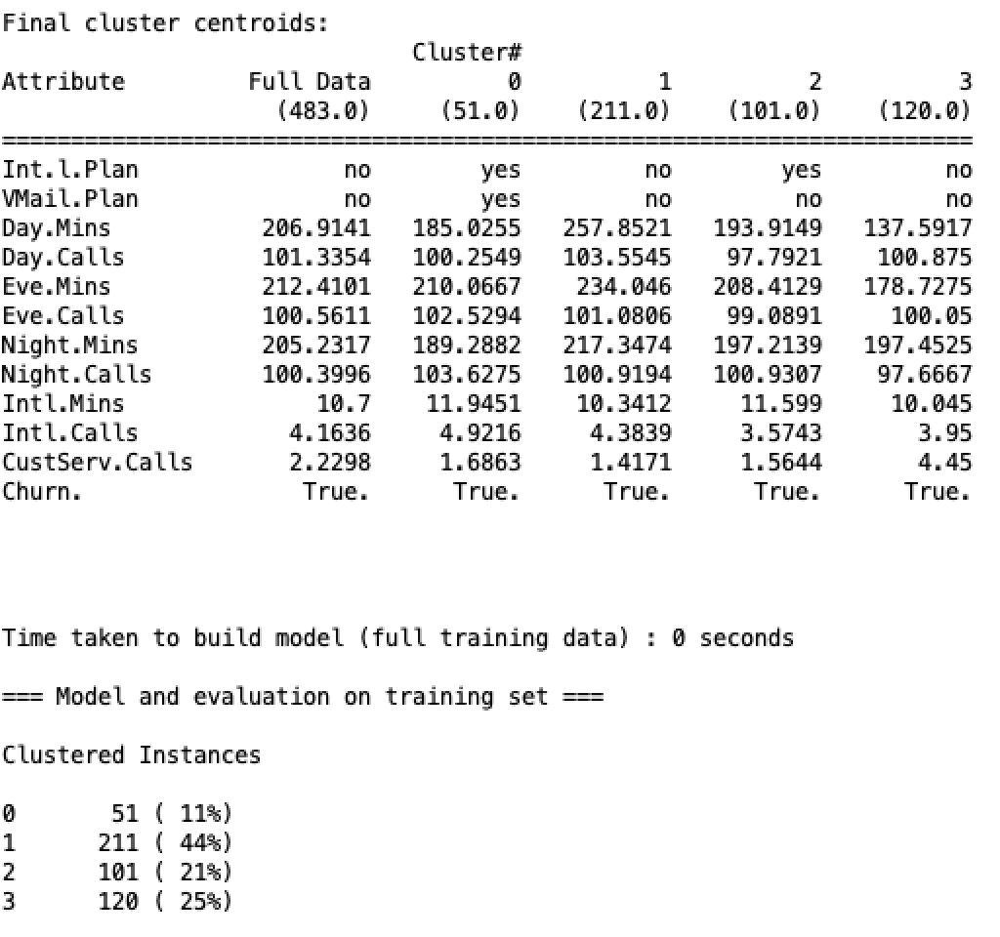 Final cluster centroids:
Cluster#
Attribute Full Data 0 1 2 3
(483.0) (51.0) (211.0) (101.0) (120.0)
==========================================================================================
Int.l.Plan no yes no yes no
VMail.Plan no yes no no no
Day.Mins 206.9141 185.0255 257.8521 193.9149 137.5917
Day.Calls 101.3354 100.2549 103.5545 97.7921 100.875
Eve.Mins 212.4101 210.0667 234.046 208.4129 178.7275
Eve.Calls 100.5611 102.5294 101.0806 99.0891 100.05
Night.Mins 205.2317 189.2882 217.3474 197.2139 197.4525
Night.Calls 100.3996 103.6275 100.9194 100.9307 97.6667
Intl.Mins 10.7 11.9451 10.3412 11.599 10.045
Intl.Calls 4.1636 4.9216 4.3839 3.5743 3.95
CustServ.Calls 2.2298 1.6863 1.4171 1.5644 4.45
Churn. True. True. True. True. True.
Time taken to build model (full training data) : 0 seconds
=== Model and evaluation on training set ===
Clustered Instances
0 51 ( 11%)
1 211 ( 44%)
2 101 ( 21%)
3 120 ( 25%)